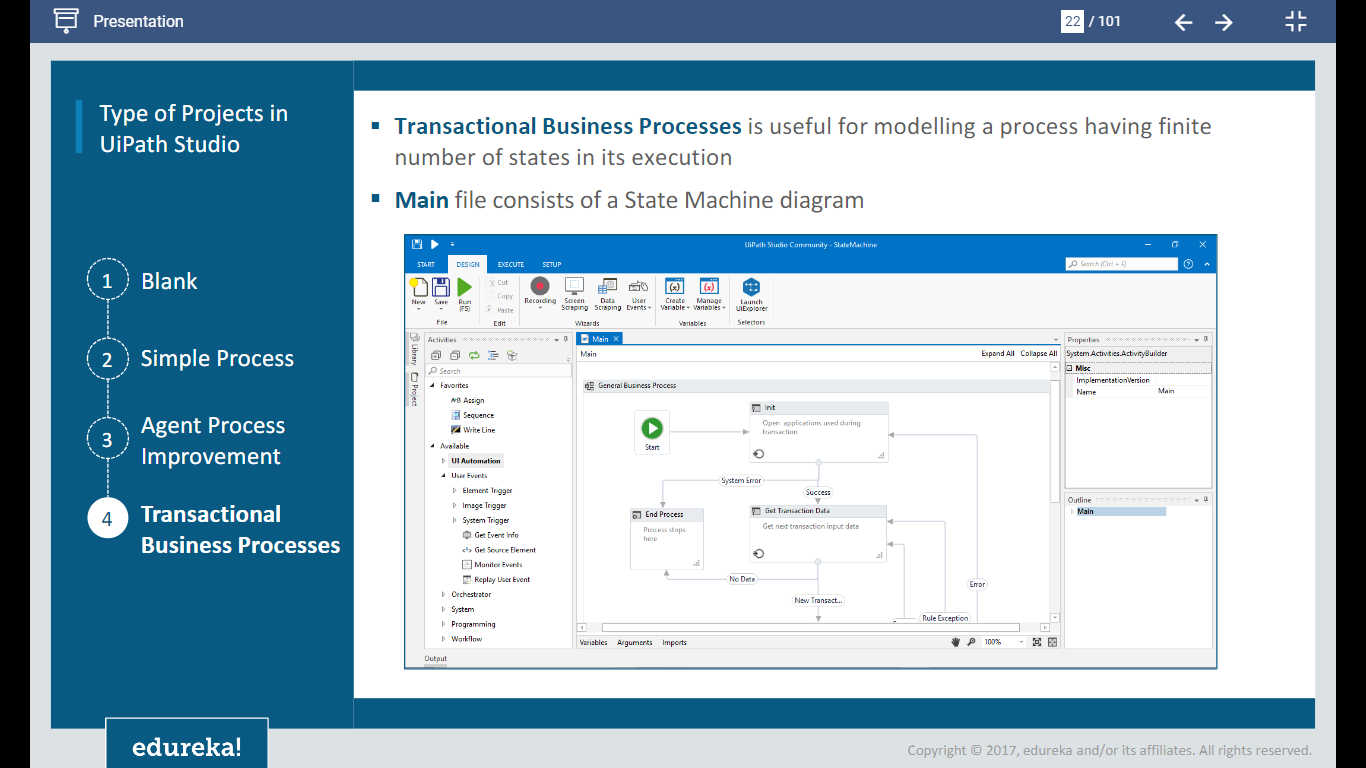 Presentation
22 / 101
Type of Projects in
UiPath Studio
1 Blank
2 Simple Process
3 Agent Process
Improvement
4 Transactional
Business Processes
Transactional Business Processes is useful for modelling a process having finite
number of states in its execution
Main file consists of a State Machine diagram
UiPath Studio Community - StateMachine
START DESIGN EXECUTE SETUP
Search (Ctrl + F)
New Save Run
(F5)
Cut
Copy
Paste
Recording Screen
Scraping Data
Scraping User
Events
Create
Variable Manage
Variables
Launch
UiExplorer
File Edit Wizards Variables Selectors
Library
Project
Activities
Search
Favorites
A*B Assign
Sequence
Write Line
Available
UI Automation
User Events
Element Trigger
Image Trigger
System Trigger
Get Event Info
Get Source Element
Monitor Events
Replay User Event
Orchestrator
System
Programming
Workflow
Output
Main
Main Expand All Collapse All
General Business Process
Start
Init
Open applications used during
transaction
System Error
Success
End Process
Process stops
here
Get Transaction Data
Get next transaction input data
No Data
New Transact...
Error
Rule Exception
Variables Arguments Imports
100%
Properties
System.Activities.ActivityBuilder
Misc
ImplementationVersion
Name Main
Outline
Main
edureka!
Copyright © 2017, edureka and/or its affiliates. All rights reserved.